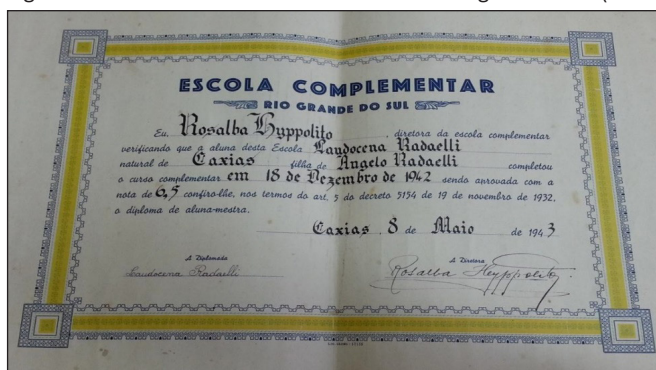 ESCOLA COMPLEMENTAR
RIO GRANDE DO SUL
Eu, Rosalba Hyppolito, diretora da escola complementar
verificando que a aluna desta Escola Laudocena Radaelli
natural de Caxias filha de Angelo Radaelli completou
o curso complementar em 18 de Dezembro de 1942 sendo aprovada com a
nota de 6,5 confiro-lhe, nos termos do art. 5 do decreto 5154 de 19 de novembro de 1932,
o diploma de aluna-mestra.
Caxias, 8 de Maio de 1943
A Diplomada A Diretora
Laudocena Radaelli Rosalba Hyppolito